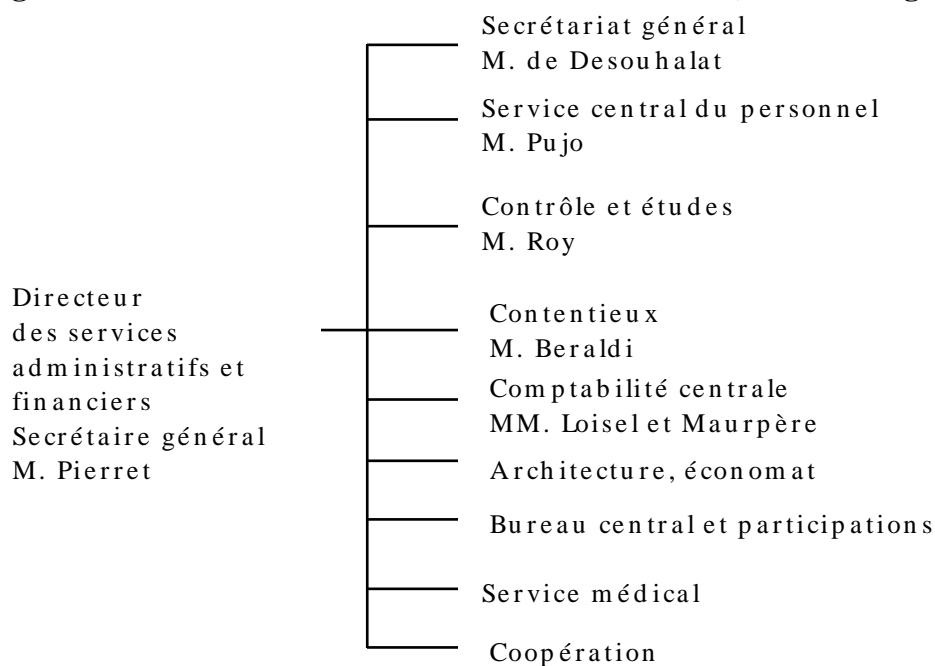 Secrétariat général
M. de Desouhalat
Service central du personnel
M. Pujo
Contrôle et études
M. Roy
Directeur
des services
administratifs et
financiers
Secrétaire général
M. Pierret
Contentieux
M. Beraldi
Comptabilité centrale
MM. Loisel et Maurpère
Architecture, économat
Bureau central et participations
Service médical
Coopération